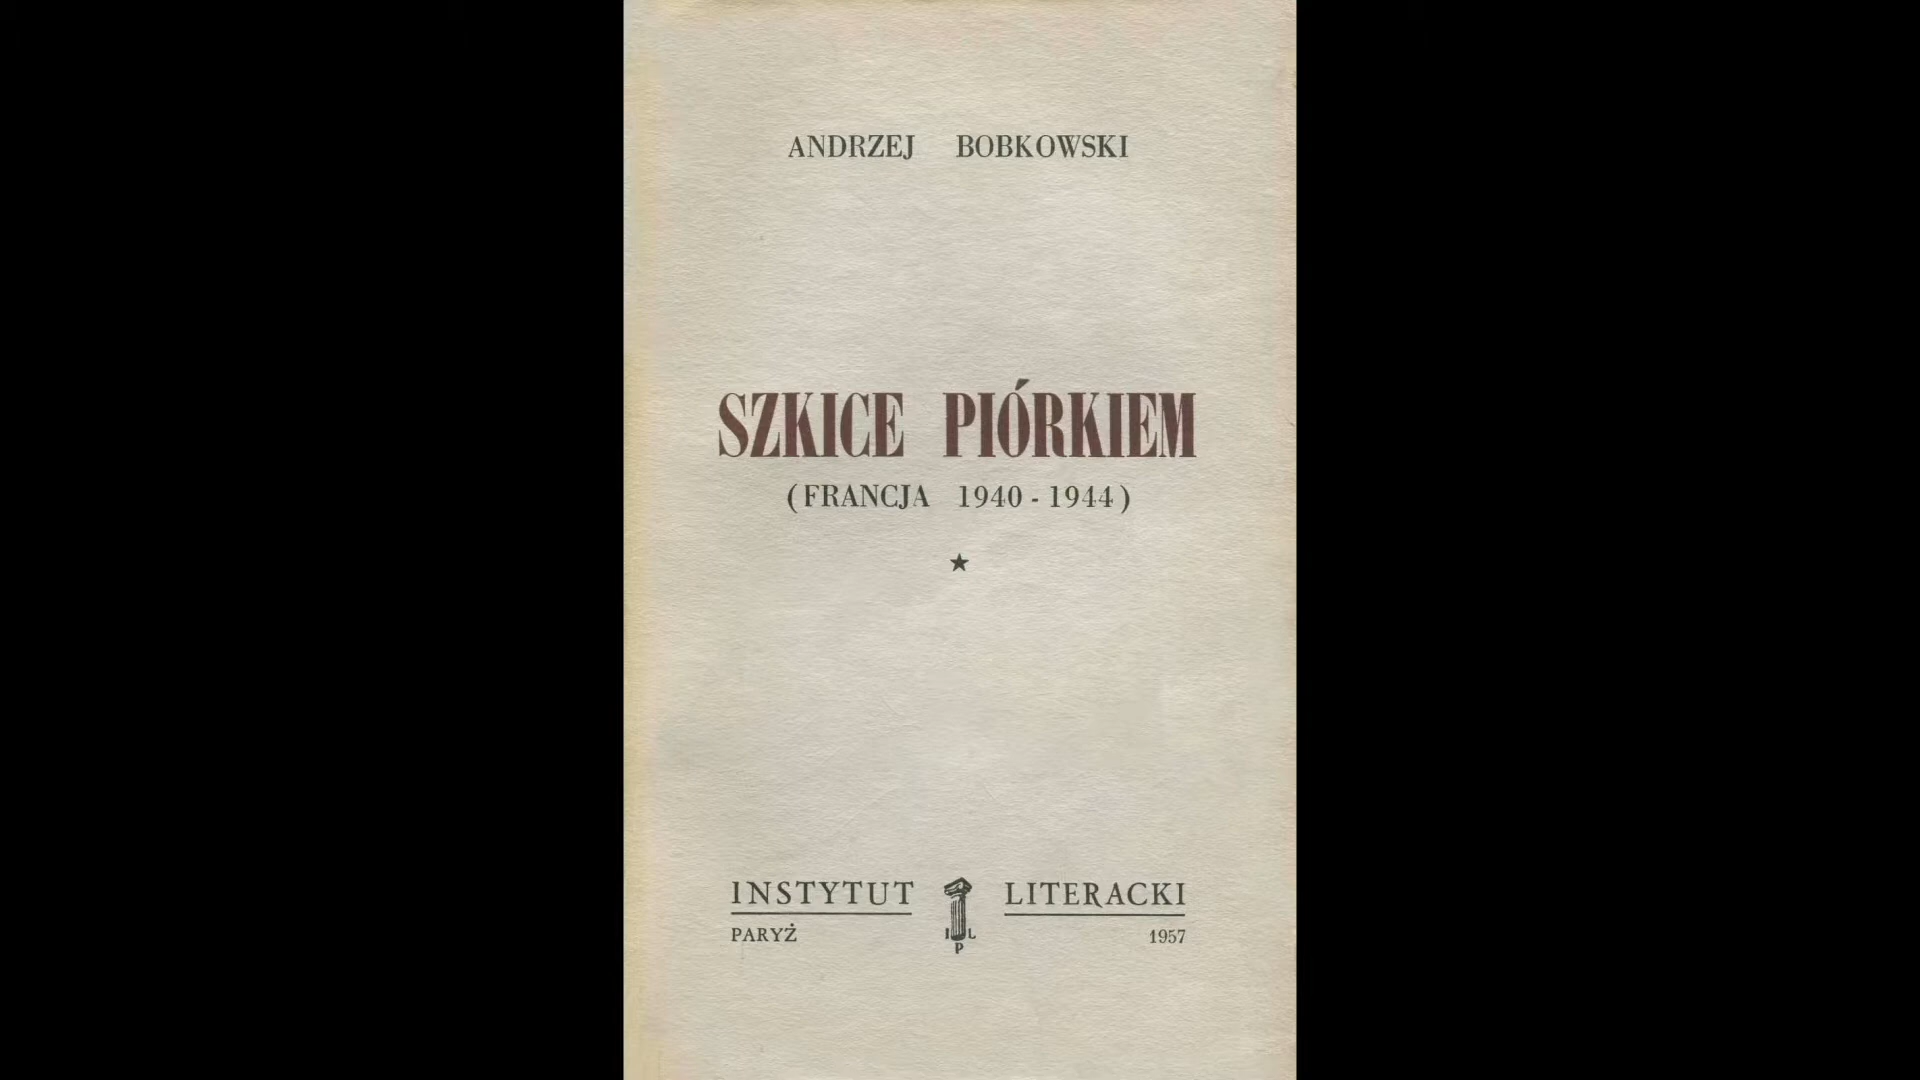 ANDRZEJ BOBKOWSKI
SZKICE PIÓRKIEM
(FRANCJA 1940-1944)
★
INSTYTUT LITERACKI
PARYŻ 1957
I L
P